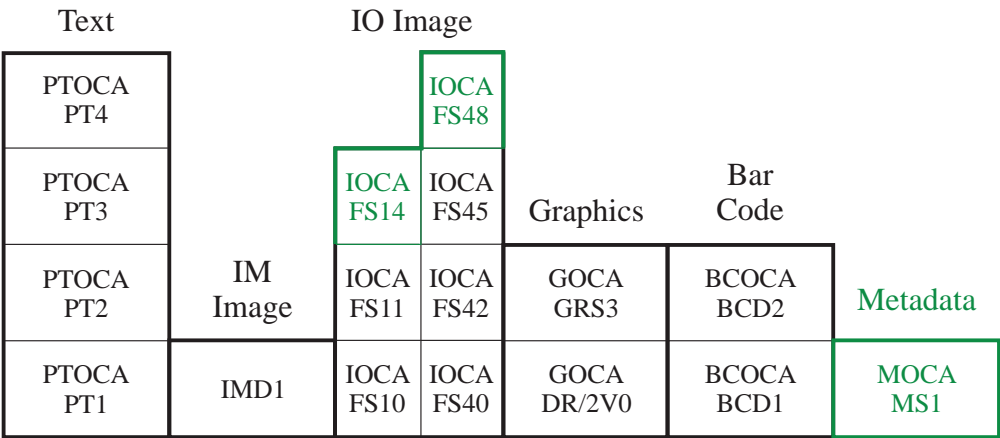 Text
IO Image
PTOCA
PT4
IOCA
FS48
PTOCA
PT3
IOCA
FS14
IOCA
FS45
Graphics
Bar
Code
PTOCA
PT2
IM
Image
IOCA
FS11
IOCA
FS42
GOCA
GRS3
BCOCA
BCD2
Metadata
PTOCA
PT1
IMD1
IOCA
FS10
IOCA
FS40
GOCA
DR/2V0
BCOCA
BCD1
MOCA
MS1